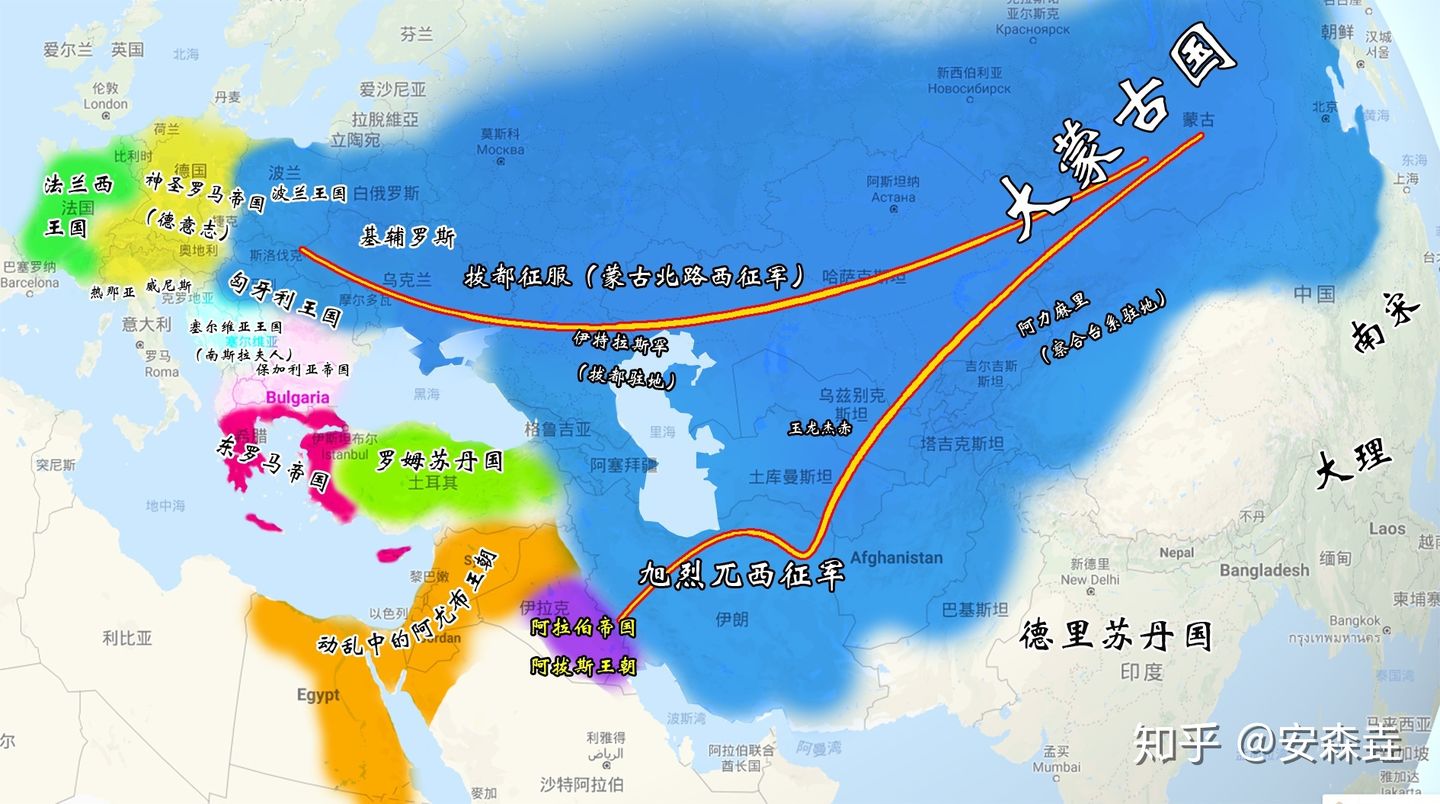 爱尔兰
英国
北海
芬兰
亚尔斯克
Красноярск
朝鲜
汉城
서울
伦敦
London
丹麦
爱沙尼亚
拉脱維亞
立陶宛
莫斯科
Москва
新西伯利亚
Новосибирск
大蒙古国
蒙古
北京
黄海
荷兰
比利时
德国
法兰西
王国
法国
神圣罗马帝国
(德意志)
捷克
奥地利
波兰
波兰王国
白俄罗斯
阿斯坦纳
Астана
东海
上海
基辅罗斯
斯洛伐克
乌克兰
拔都征服(蒙古北路西征军)
哈萨克斯坦
巴塞罗纳
Barcelona
热那亚
威尼斯
克罗地亚
匈牙利王国
摩尔多瓦
中国
南宋
阿力麻里
(察合台系驻地)
意大利
罗马
Roma
塞尔维亚王国
塞尔维亚
(南斯拉夫人)
保加利亚帝国
Bulgaria
伊特拉斯罕
(拔都驻地)
吉尔吉斯
斯坦
黑海
里海
乌兹别克
斯坦
玉龙杰赤
塔吉克斯坦
希腊
东罗马帝国
伊斯坦布尔
Istanbul
格鲁吉亚
阿塞拜疆
土库曼斯坦
罗姆苏丹国
土耳其
突尼斯
地中海
大理
不丹
Nepal
Laos
越南
缅甸
Bangladesh
新德里
New Delhi
Afghanistan
旭烈兀西征军
黎巴嫩
以色列
动乱中的阿尤布王朝
伊拉克
阿拉伯帝国
阿拔斯王朝
伊朗
巴基斯坦
德里苏丹国
印度
柬埔寨
Bangkok
กรุงเทพมหานคร
利比亚
Egypt
波斯湾
泰国湾
利雅得
الرياض
阿拉伯联合
酋长国
阿曼湾
孟买
Mumbai
马来西亚
沙特阿拉伯
麥加
雅加达
Jakarta
知乎 @安森垚